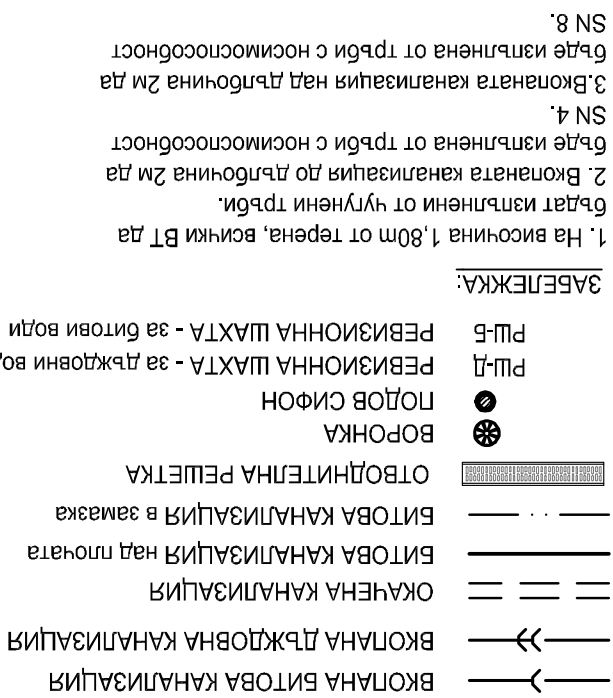 ВКОПАНА БИТОВА КАНАЛИЗАЦИЯ
ВКОПАНА ДЪЖДОВНА КАНАЛИЗАЦИЯ
ОКАЧЕНА КАНАЛИЗАЦИЯ
БИТОВА КАНАЛИЗАЦИЯ над плочата
БИТОВА КАНАЛИЗАЦИЯ в замазка
ОТВОДНИТЕЛНА РЕШЕТКА
ВОРОНКА
ПОДОВ СИФОН
РШ-Д РЕВИЗИОННА ШАХТА - за дъждовни вод
РШ-Б РЕВИЗИОННА ШАХТА - за битови води
ЗАБЕЛЕЖКА:
1. На височина 1,80m от терена, всички ВТ да
бъдат изпълнени от чугунени тръби.
2. Вкопаната канализация до дълбочина 2м да
бъде изпълнена от тръби с носимоспособност
SN 4.
3.Вкопаната канализация над дълбочина 2м да
бъде изпълнена от тръби с носимоспособност
SN 8.